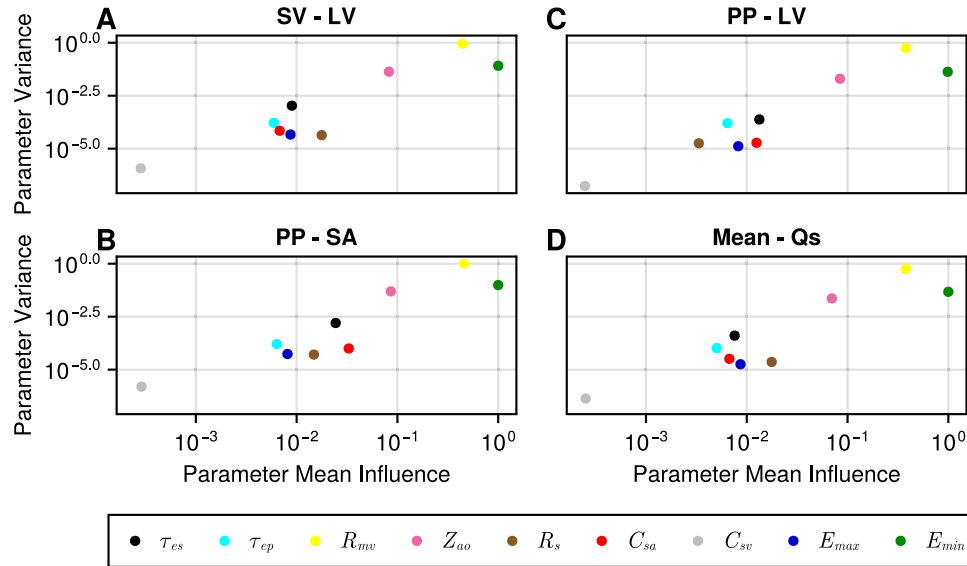 A
SV - LV
Parameter Variance
10^0.0
10^-2.5
10^-5.0
C
PP - LV
B
PP - SA
Parameter Variance
10^0.0
10^-2.5
10^-5.0
10^-3
10^-2
10^-1
10^0
Parameter Mean Influence
D
Mean - Qs
10^-3
10^-2
10^-1
10^0
Parameter Mean Influence
τ_es τ_ep R_mv Z_ao R_s C_sa C_sv E_max E_min